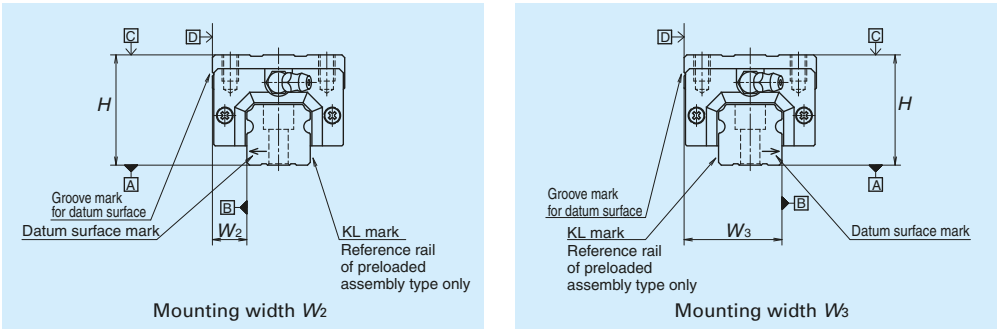 D
C
H
A
Groove mark
for datum surface
Datum surface mark
B
W2
KL mark
Reference rail
of preloaded
assembly type only
Mounting width W2
D
C
H
A
Groove mark
for datum surface
KL mark
Reference rail
of preloaded
assembly type only
W3
B
Datum surface mark
Mounting width W3